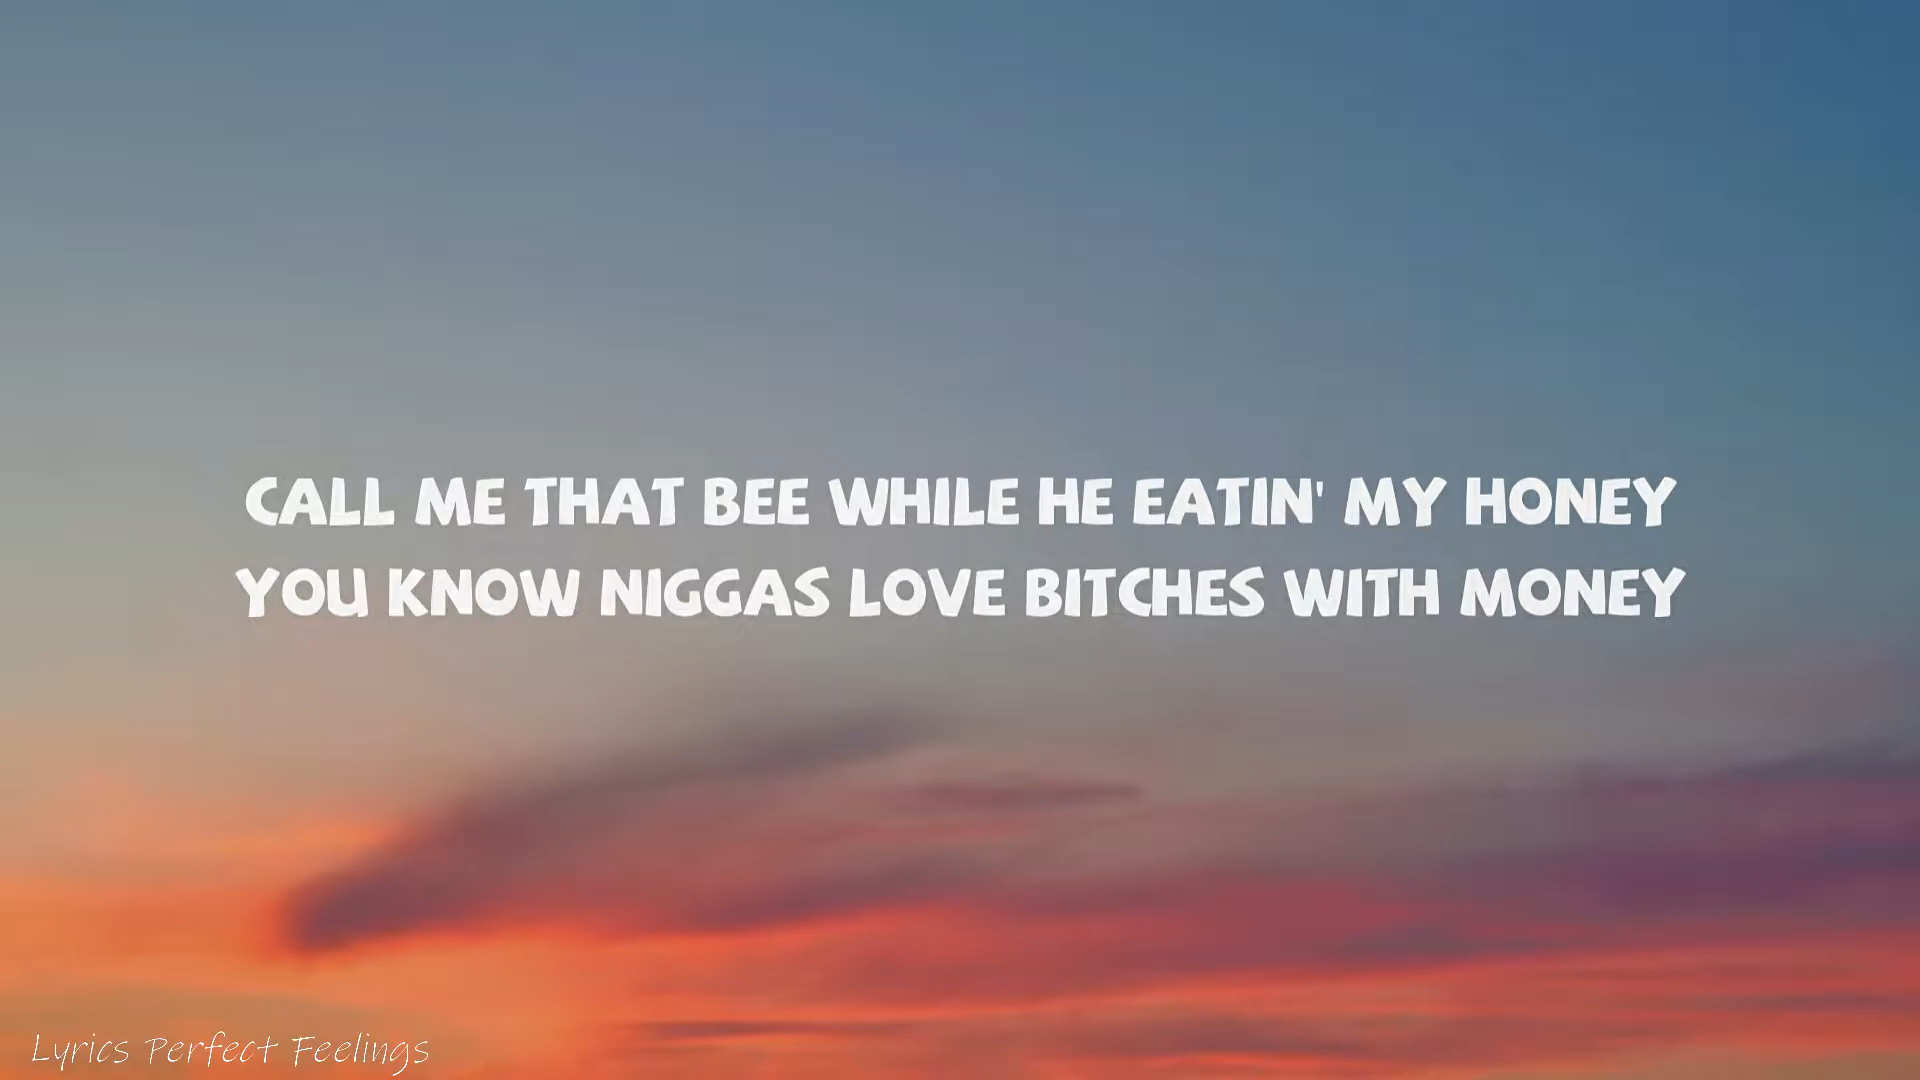 CALL ME THAT BEE WHILE HE EATIN' MY HONEY
YOU KNOW NIGGAS LOVE BITCHES WITH MONEY
Lyrics Perfect Feelings